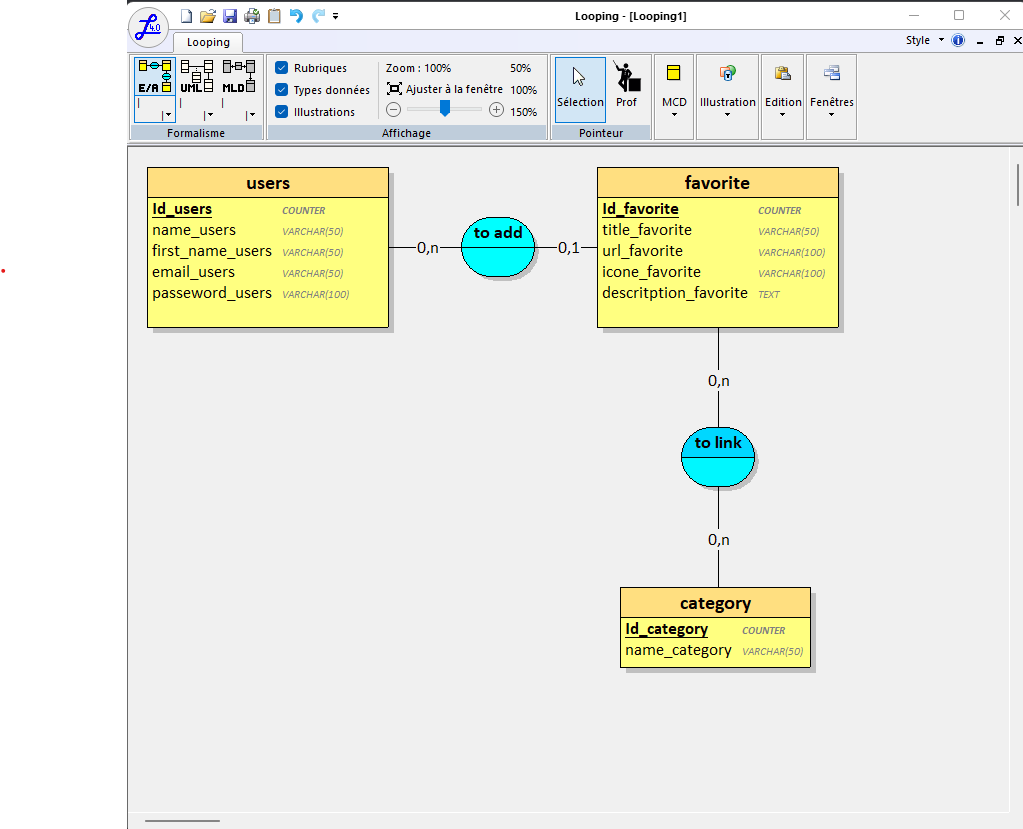 Looping - [Looping1]
4.0
Looping
Style
E/A UML MLD
Formalisme
Rubriques
Types données
Illustrations
Zoom : 100% 50%
Ajuster à la fenêtre 100%
150%
Affichage
Sélection Prof
Pointeur
MCD
Illustration
Edition
Fenêtres
users
Id_users COUNTER
name_users VARCHAR(50)
first_name_users VARCHAR(50)
email_users VARCHAR(50)
passeword_users VARCHAR(100)
0,n
to add
0,1
favorite
Id_favorite COUNTER
title_favorite VARCHAR(50)
url_favorite VARCHAR(100)
icone_favorite VARCHAR(100)
descritption_favorite TEXT
0,n
to link
0,n
category
Id_category COUNTER
name_category VARCHAR(50)